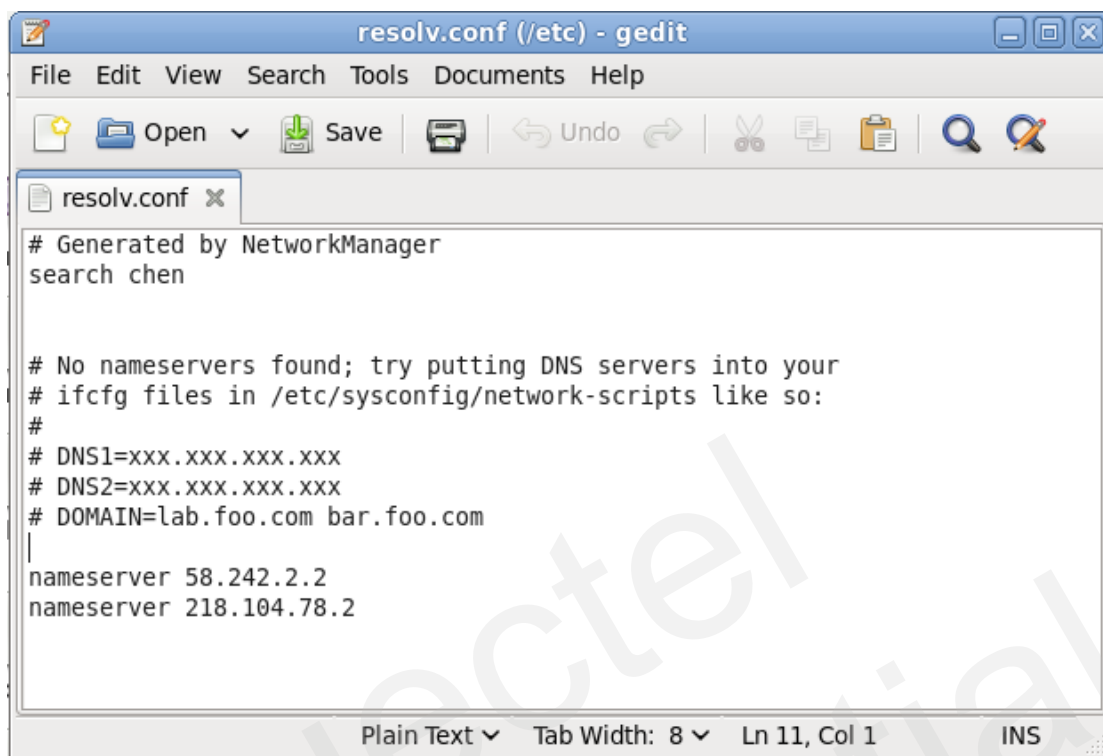 resolv.conf (/etc) - gedit
File Edit View Search Tools Documents Help
Open Save Undo
resolv.conf
# Generated by NetworkManager
search chen
# No nameservers found; try putting DNS servers into your
# ifcfg files in /etc/sysconfig/network-scripts like so:
#
# DNS1=xxx.xxx.xxx.xxx
# DNS2=xxx.xxx.xxx.xxx
# DOMAIN=lab.foo.com bar.foo.com
nameserver 58.242.2.2
nameserver 218.104.78.2
Plain Text Tab Width: 8 Ln 11, Col 1 INS